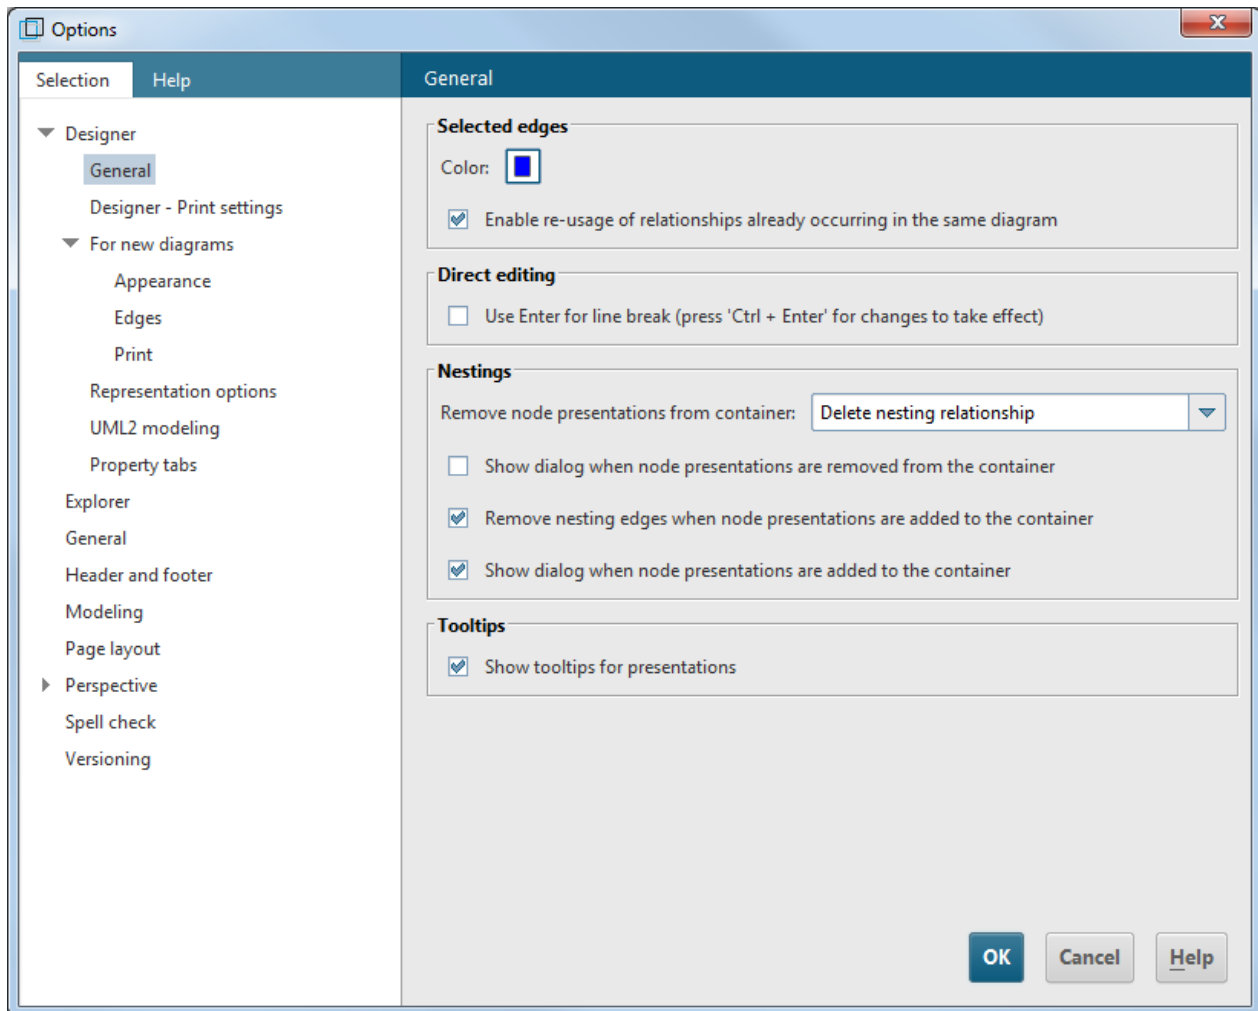 Options
Selection Help
Designer
General
Designer - Print settings
For new diagrams
Appearance
Edges
Print
Representation options
UML2 modeling
Property tabs
Explorer
General
Header and footer
Modeling
Page layout
Perspective
Spell check
Versioning
General
Selected edges
Color:
Enable re-usage of relationships already occurring in the same diagram
Direct editing
Use Enter for line break (press 'Ctrl + Enter' for changes to take effect)
Nestings
Remove node presentations from container: Delete nesting relationship
Show dialog when node presentations are removed from the container
Remove nesting edges when node presentations are added to the container
Show dialog when node presentations are added to the container
Tooltips
Show tooltips for presentations
OK Cancel Help